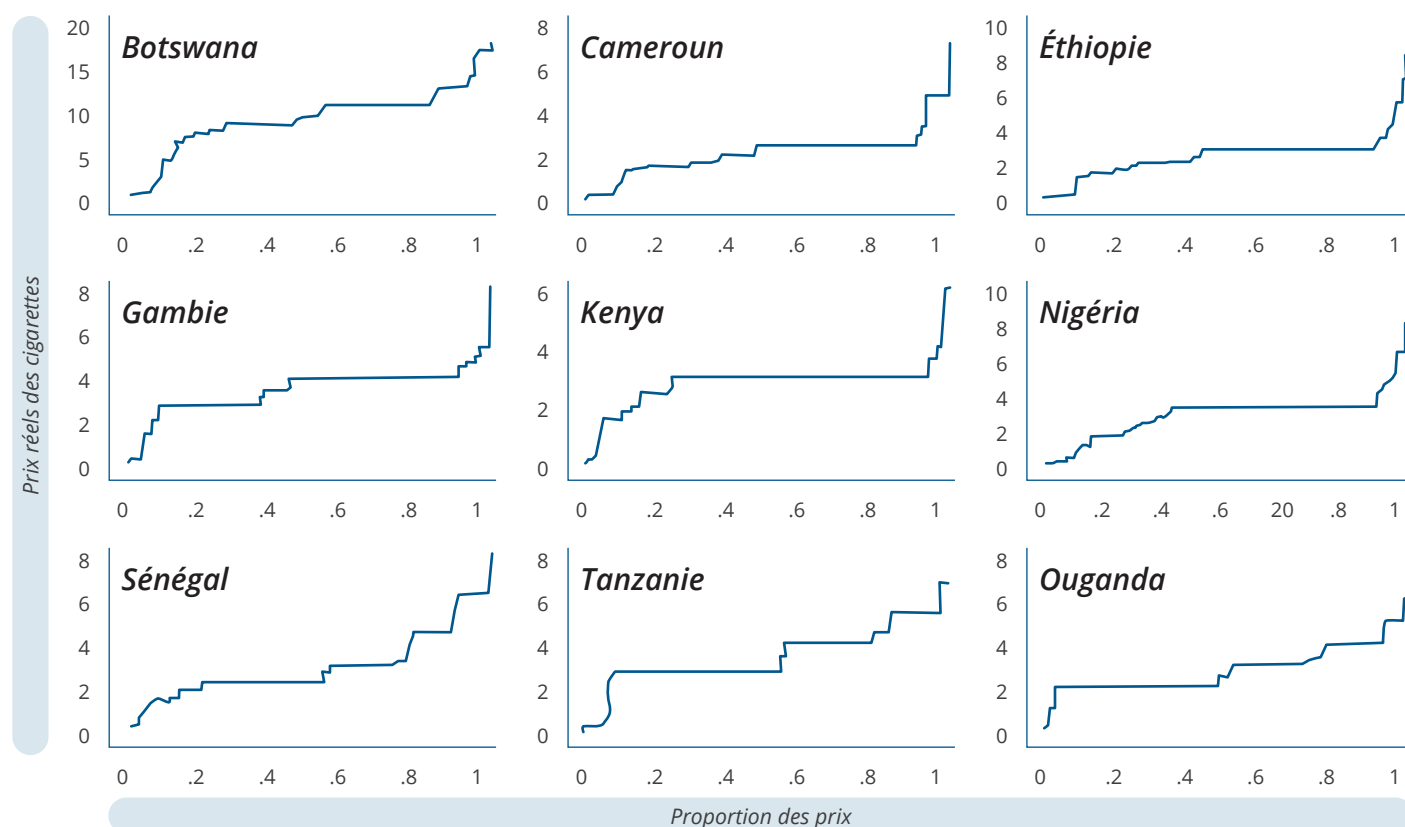 Prix réels des cigarettes
Botswana
20
15
10
5
0
0 .2 .4 .6 .8 1
Cameroun
8
6
4
2
0
0 .2 .4 .6 .8 1
Éthiopie
10
8
6
4
2
0
0 .2 .4 .6 .8 1
Gambie
8
6
4
2
0
0 .2 .4 .6 .8 1
Kenya
6
4
2
0
0 .2 .4 .6 .8 1
Nigéria
10
8
6
4
2
0
0 .2 .4 .6 20 .8 1
Sénégal
8
6
4
2
0
0 .2 .4 .6 .8 1
Tanzanie
8
6
4
2
0
0 .2 .4 .6 .8 1
Ouganda
8
6
4
2
0
0 .2 .4 .6 .8 1
Proportion des prix